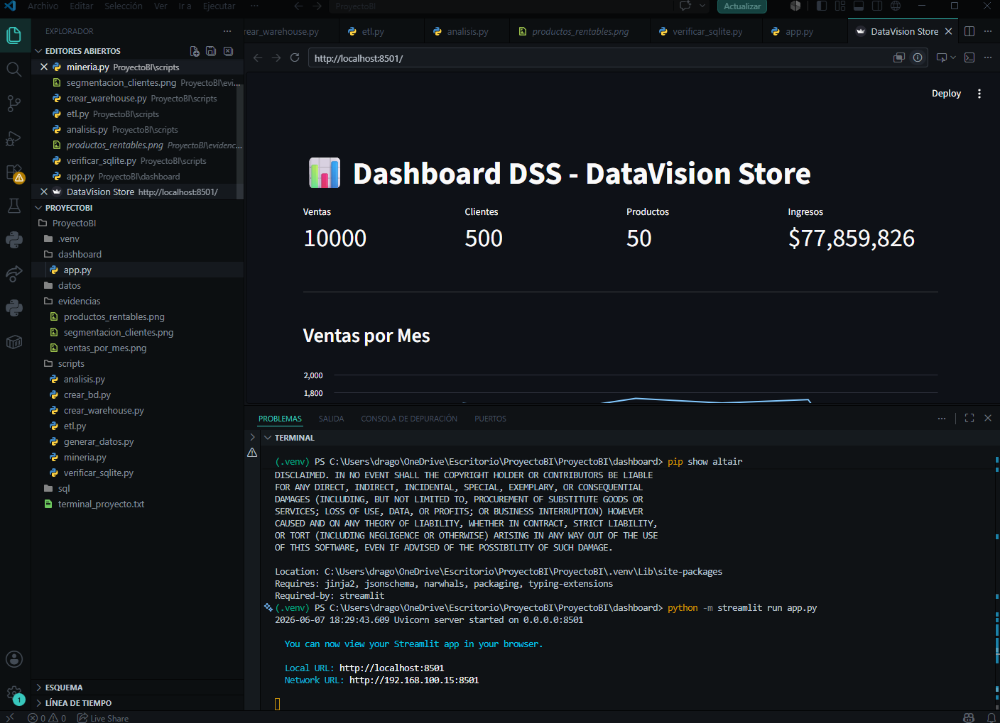 Archivo Editar Selección Ver Ir a Ejecutar ··· ProyectoBI Actualizar
EXPLORADOR
EDITORES ABIERTOS
mineria.py ProyectoBI\scripts
segmentacion_clientes.png ProyectoBI\evi...
crear_warehouse.py ProyectoBI\scripts
etl.py ProyectoBI\scripts
analisis.py ProyectoBI\scripts
productos_rentables.png ProyectoBI\evidenc...
verificar_sqlite.py ProyectoBI\scripts
app.py ProyectoBI\dashboard
DataVision Store http://localhost:8501/
PROYECTOBI
ProyectoBI
.venv
dashboard
app.py
datos
evidencias
productos_rentables.png
segmentacion_clientes.png
ventas_por_mes.png
scripts
analisis.py
crear_bd.py
crear_warehouse.py
etl.py
generar_datos.py
mineria.py
verificar_sqlite.py
sql
terminal_proyecto.txt
ESQUEMA
LÍNEA DE TIEMPO
rear_warehouse.py etl.py analisis.py productos_rentables.png verificar_sqlite.py app.py DataVision Store
http://localhost:8501/
Deploy
Dashboard DSS - DataVision Store
Ventas Clientes Productos Ingresos
10000 500 50 $77,859,826
Ventas por Mes
2,000
1,800
PROBLEMAS SALIDA CONSOLA DE DEPURACIÓN PUERTOS
TERMINAL
(.venv) PS C:\Users\drago\OneDrive\Escritorio\ProyectoBI\ProyectoBI\dashboard> pip show altair
DISCLAIMED. IN NO EVENT SHALL THE COPYRIGHT HOLDER OR CONTRIBUTORS BE LIABLE
FOR ANY DIRECT, INDIRECT, INCIDENTAL, SPECIAL, EXEMPLARY, OR CONSEQUENTIAL
DAMAGES (INCLUDING, BUT NOT LIMITED TO, PROCUREMENT OF SUBSTITUTE GOODS OR
SERVICES; LOSS OF USE, DATA, OR PROFITS; OR BUSINESS INTERRUPTION) HOWEVER
CAUSED AND ON ANY THEORY OF LIABILITY, WHETHER IN CONTRACT, STRICT LIABILITY,
OR TORT (INCLUDING NEGLIGENCE OR OTHERWISE) ARISING IN ANY WAY OUT OF THE USE
OF THIS SOFTWARE, EVEN IF ADVISED OF THE POSSIBILITY OF SUCH DAMAGE.
Location: C:\Users\drago\OneDrive\Escritorio\ProyectoBI\ProyectoBI\.venv\Lib\site-packages
Requires: jinja2, jsonschema, narwhals, packaging, typing-extensions
Required-by: streamlit
(.venv) PS C:\Users\drago\OneDrive\Escritorio\ProyectoBI\ProyectoBI\dashboard> python -m streamlit run app.py
2026-06-07 18:29:43.609 Uvicorn server started on 0.0.0.0:8501
You can now view your Streamlit app in your browser.
Local URL: http://localhost:8501
Network URL: http://192.168.100.15:8501
1
0 0 Live Share